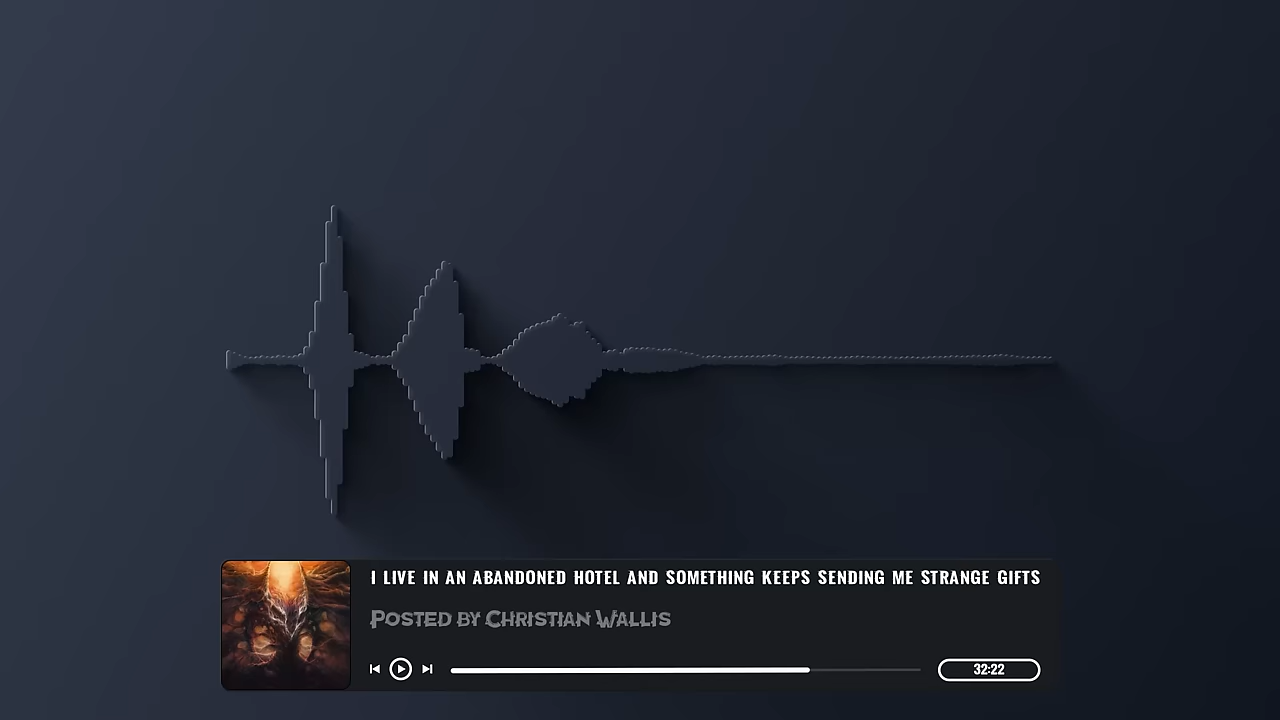 I LIVE IN AN ABANDONED HOTEL AND SOMETHING KEEPS SENDING ME STRANGE GIFTS
POSTED BY CHRISTIAN WALLIS
32:22